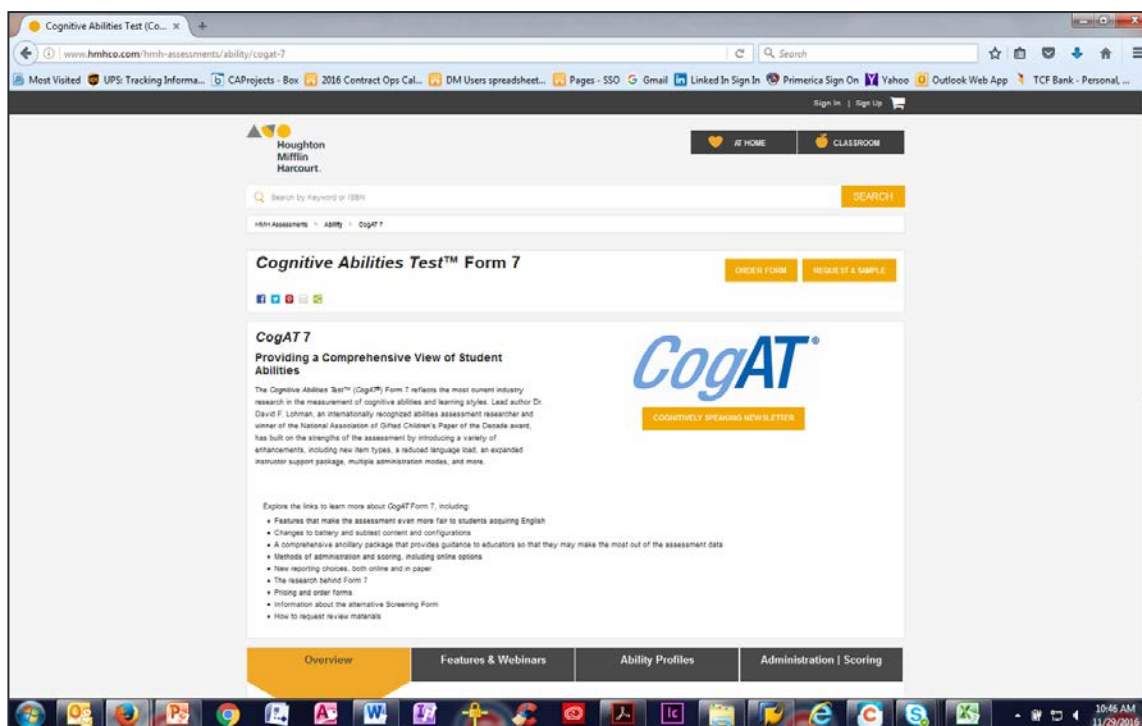 Cognitive Abilities Test (Co... × +
www.hmhco.com/hmh-assessments/ability/cogat-7
Search
Most Visited UPS: Tracking Informa... CAProjects - Box 2016 Contract Ops Cal... DM Users spreadsheet... Pages - SSO Gmail Linked In Sign In Primerica Sign On Yahoo Outlook Web App TCF Bank - Personal, ...
Sign In | Sign Up
Houghton
Mifflin
Harcourt.
AT HOME
CLASSROOM
Search by Keyword or ISBN
SEARCH
HMH Assessments > Ability > CogAT 7
Cognitive Abilities Test™ Form 7
ORDER FORM
REQUEST A SAMPLE
CogAT 7
Providing a Comprehensive View of Student
Abilities
The Cognitive Abilities Test™ (CogAT®) Form 7 reflects the most current industry
research in the measurement of cognitive abilities and learning styles. Lead author Dr.
David F. Lohman, an internationally recognized abilities assessment researcher and
winner of the National Association of Gifted Children's Paper of the Decade award,
has built on the strengths of the assessment by introducing a variety of
enhancements, including new item types, a reduced language load, an expanded
instructor support package, multiple administration modes, and more.
CogAT®
COGNITIVELY SPEAKING NEWSLETTER
Explore the links to learn more about CogAT Form 7, including:
• Features that make the assessment even more fair to students acquiring English
• Changes to battery and subtest content and configurations
• A comprehensive ancillary package that provides guidance to educators so that they may make the most out of the assessment data
• Methods of administration and scoring, including online options
• New reporting choices, both online and in paper
• The research behind Form 7
• Pricing and order forms
• Information about the alternative Screening Form
• How to request review materials
Overview
Features & Webinars
Ability Profiles
Administration | Scoring
10:46 AM